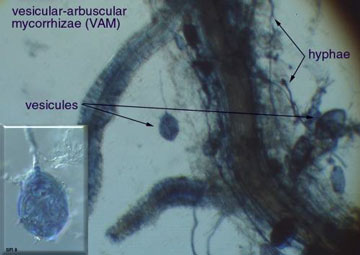 vesicular-arbuscular
mycorrhizae (VAM)
hyphae
vesicules